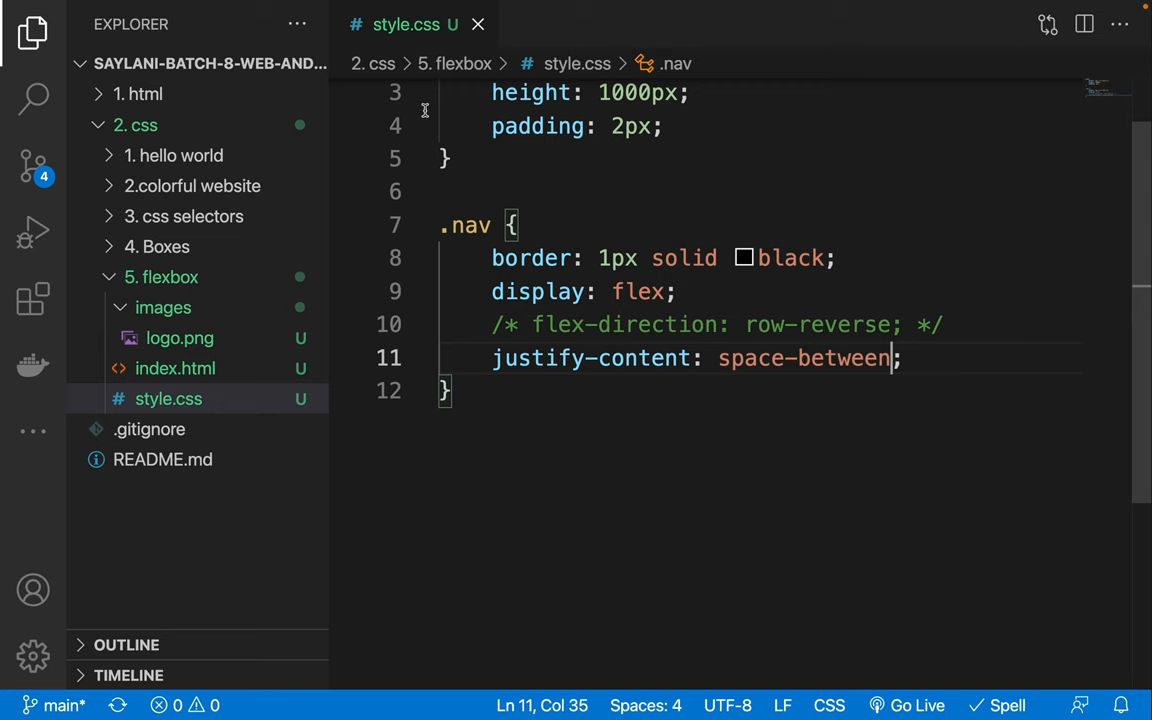 EXPLORER
SAYLANI-BATCH-8-WEB-AND...
1. html
2. css
1. hello world
2.colorful website
3. css selectors
4. Boxes
5. flexbox
images
logo.png U
index.html U
style.css U
.gitignore
README.md
OUTLINE
TIMELINE
4
# style.css U
2. css > 5. flexbox > # style.css > .nav
3 height: 1000px;
4 padding: 2px;
5 }
6
7 .nav {
8 border: 1px solid black;
9 display: flex;
10 /* flex-direction: row-reverse; */
11 justify-content: space-between;
12 }
main* 0 0 Ln 11, Col 35 Spaces: 4 UTF-8 LF CSS Go Live Spell